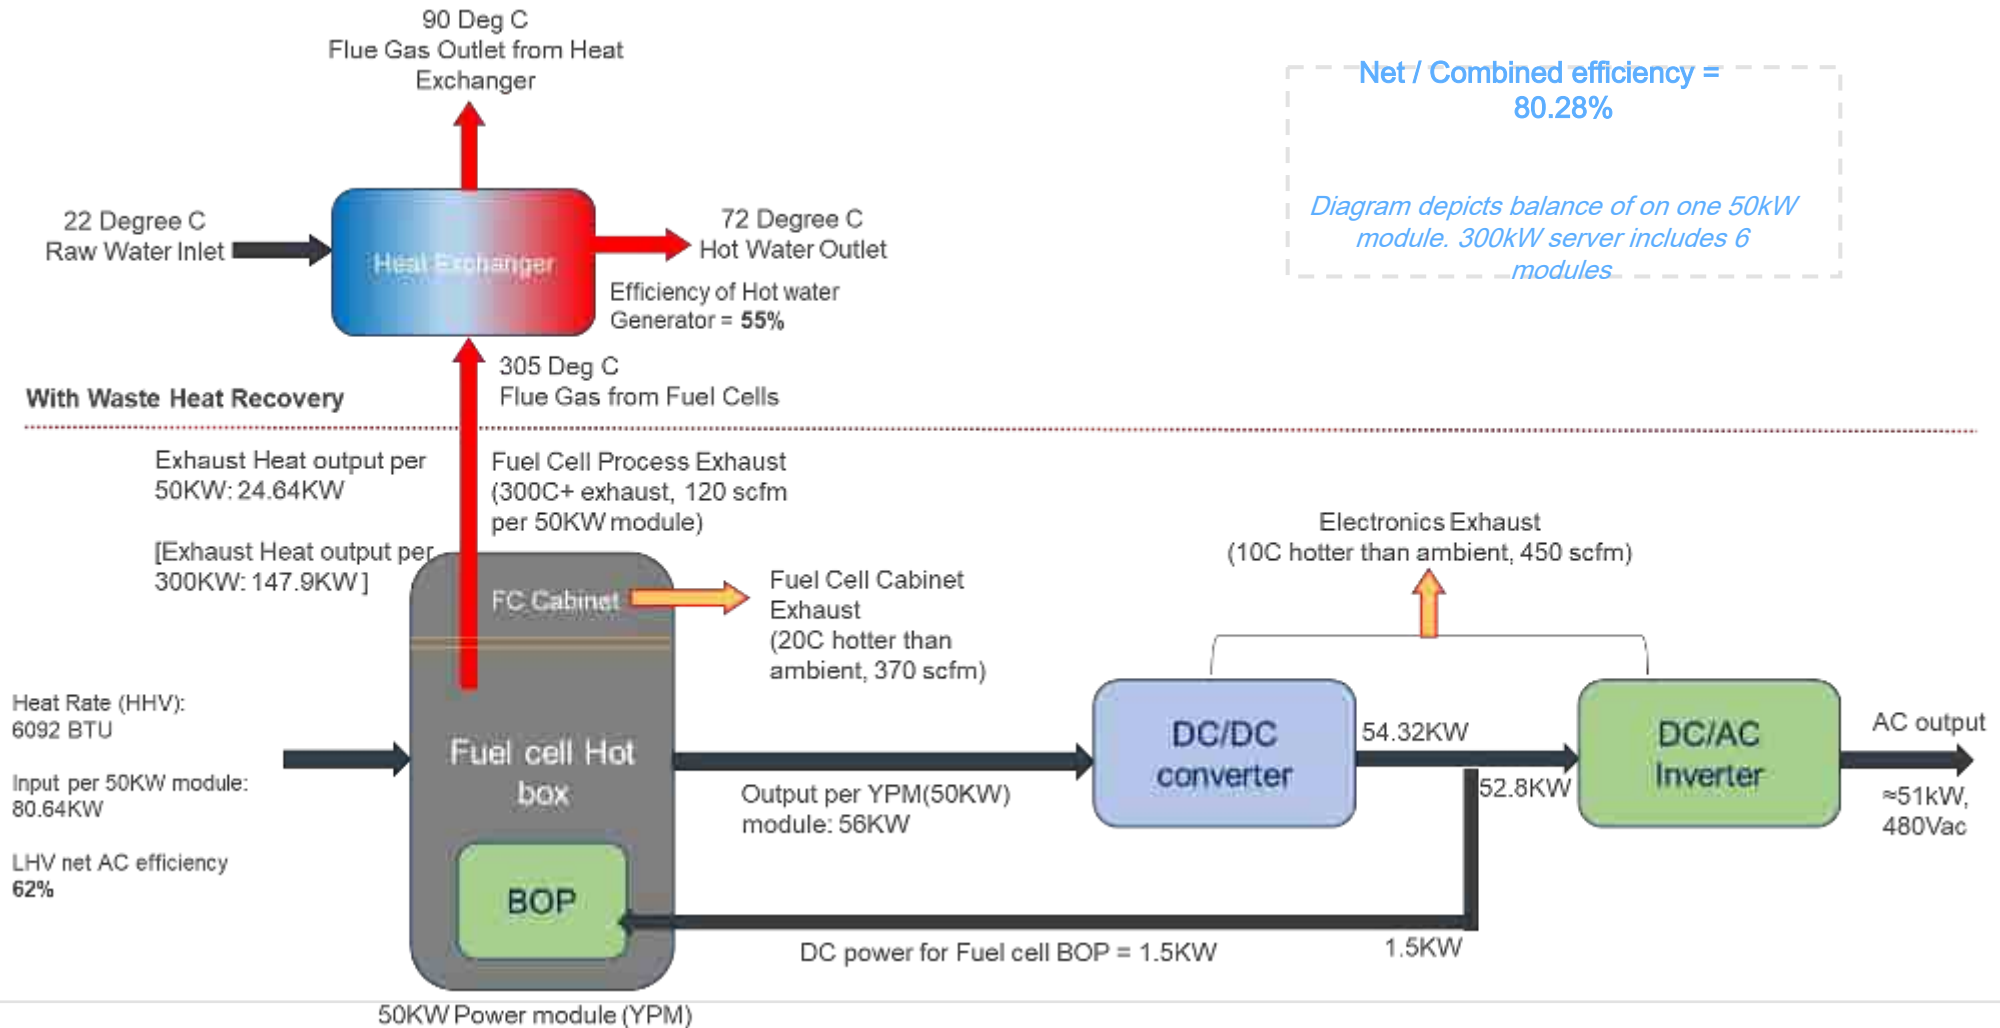 90 Deg C
Flue Gas Outlet from Heat
Exchanger
Net / Combined efficiency =
80.28%
Diagram depicts balance of on one 50kW
module. 300kW server includes 6
modules
22 Degree C
Raw Water Inlet
Heat Exchanger
72 Degree C
Hot Water Outlet
Efficiency of Hot water
Generator = 55%
305 Deg C
Flue Gas from Fuel Cells
With Waste Heat Recovery
Exhaust Heat output per
50KW: 24.64KW
[Exhaust Heat output per
300KW: 147.9KW ]
Fuel Cell Process Exhaust
(300C+ exhaust, 120 scfm
per 50KW module)
Electronics Exhaust
(10C hotter than ambient, 450 scfm)
FC Cabinet
Fuel Cell Cabinet
Exhaust
(20C hotter than
ambient, 370 scfm)
Heat Rate (HHV):
6092 BTU
Input per 50KW module:
80.64KW
LHV net AC efficiency
62%
Fuel cell Hot
box
BOP
Output per YPM(50KW)
module: 56KW
DC/DC
converter
54.32KW
52.8KW
DC/AC
Inverter
AC output
≈51kW,
480Vac
DC power for Fuel cell BOP = 1.5KW
1.5KW
50KW Power module (YPM)